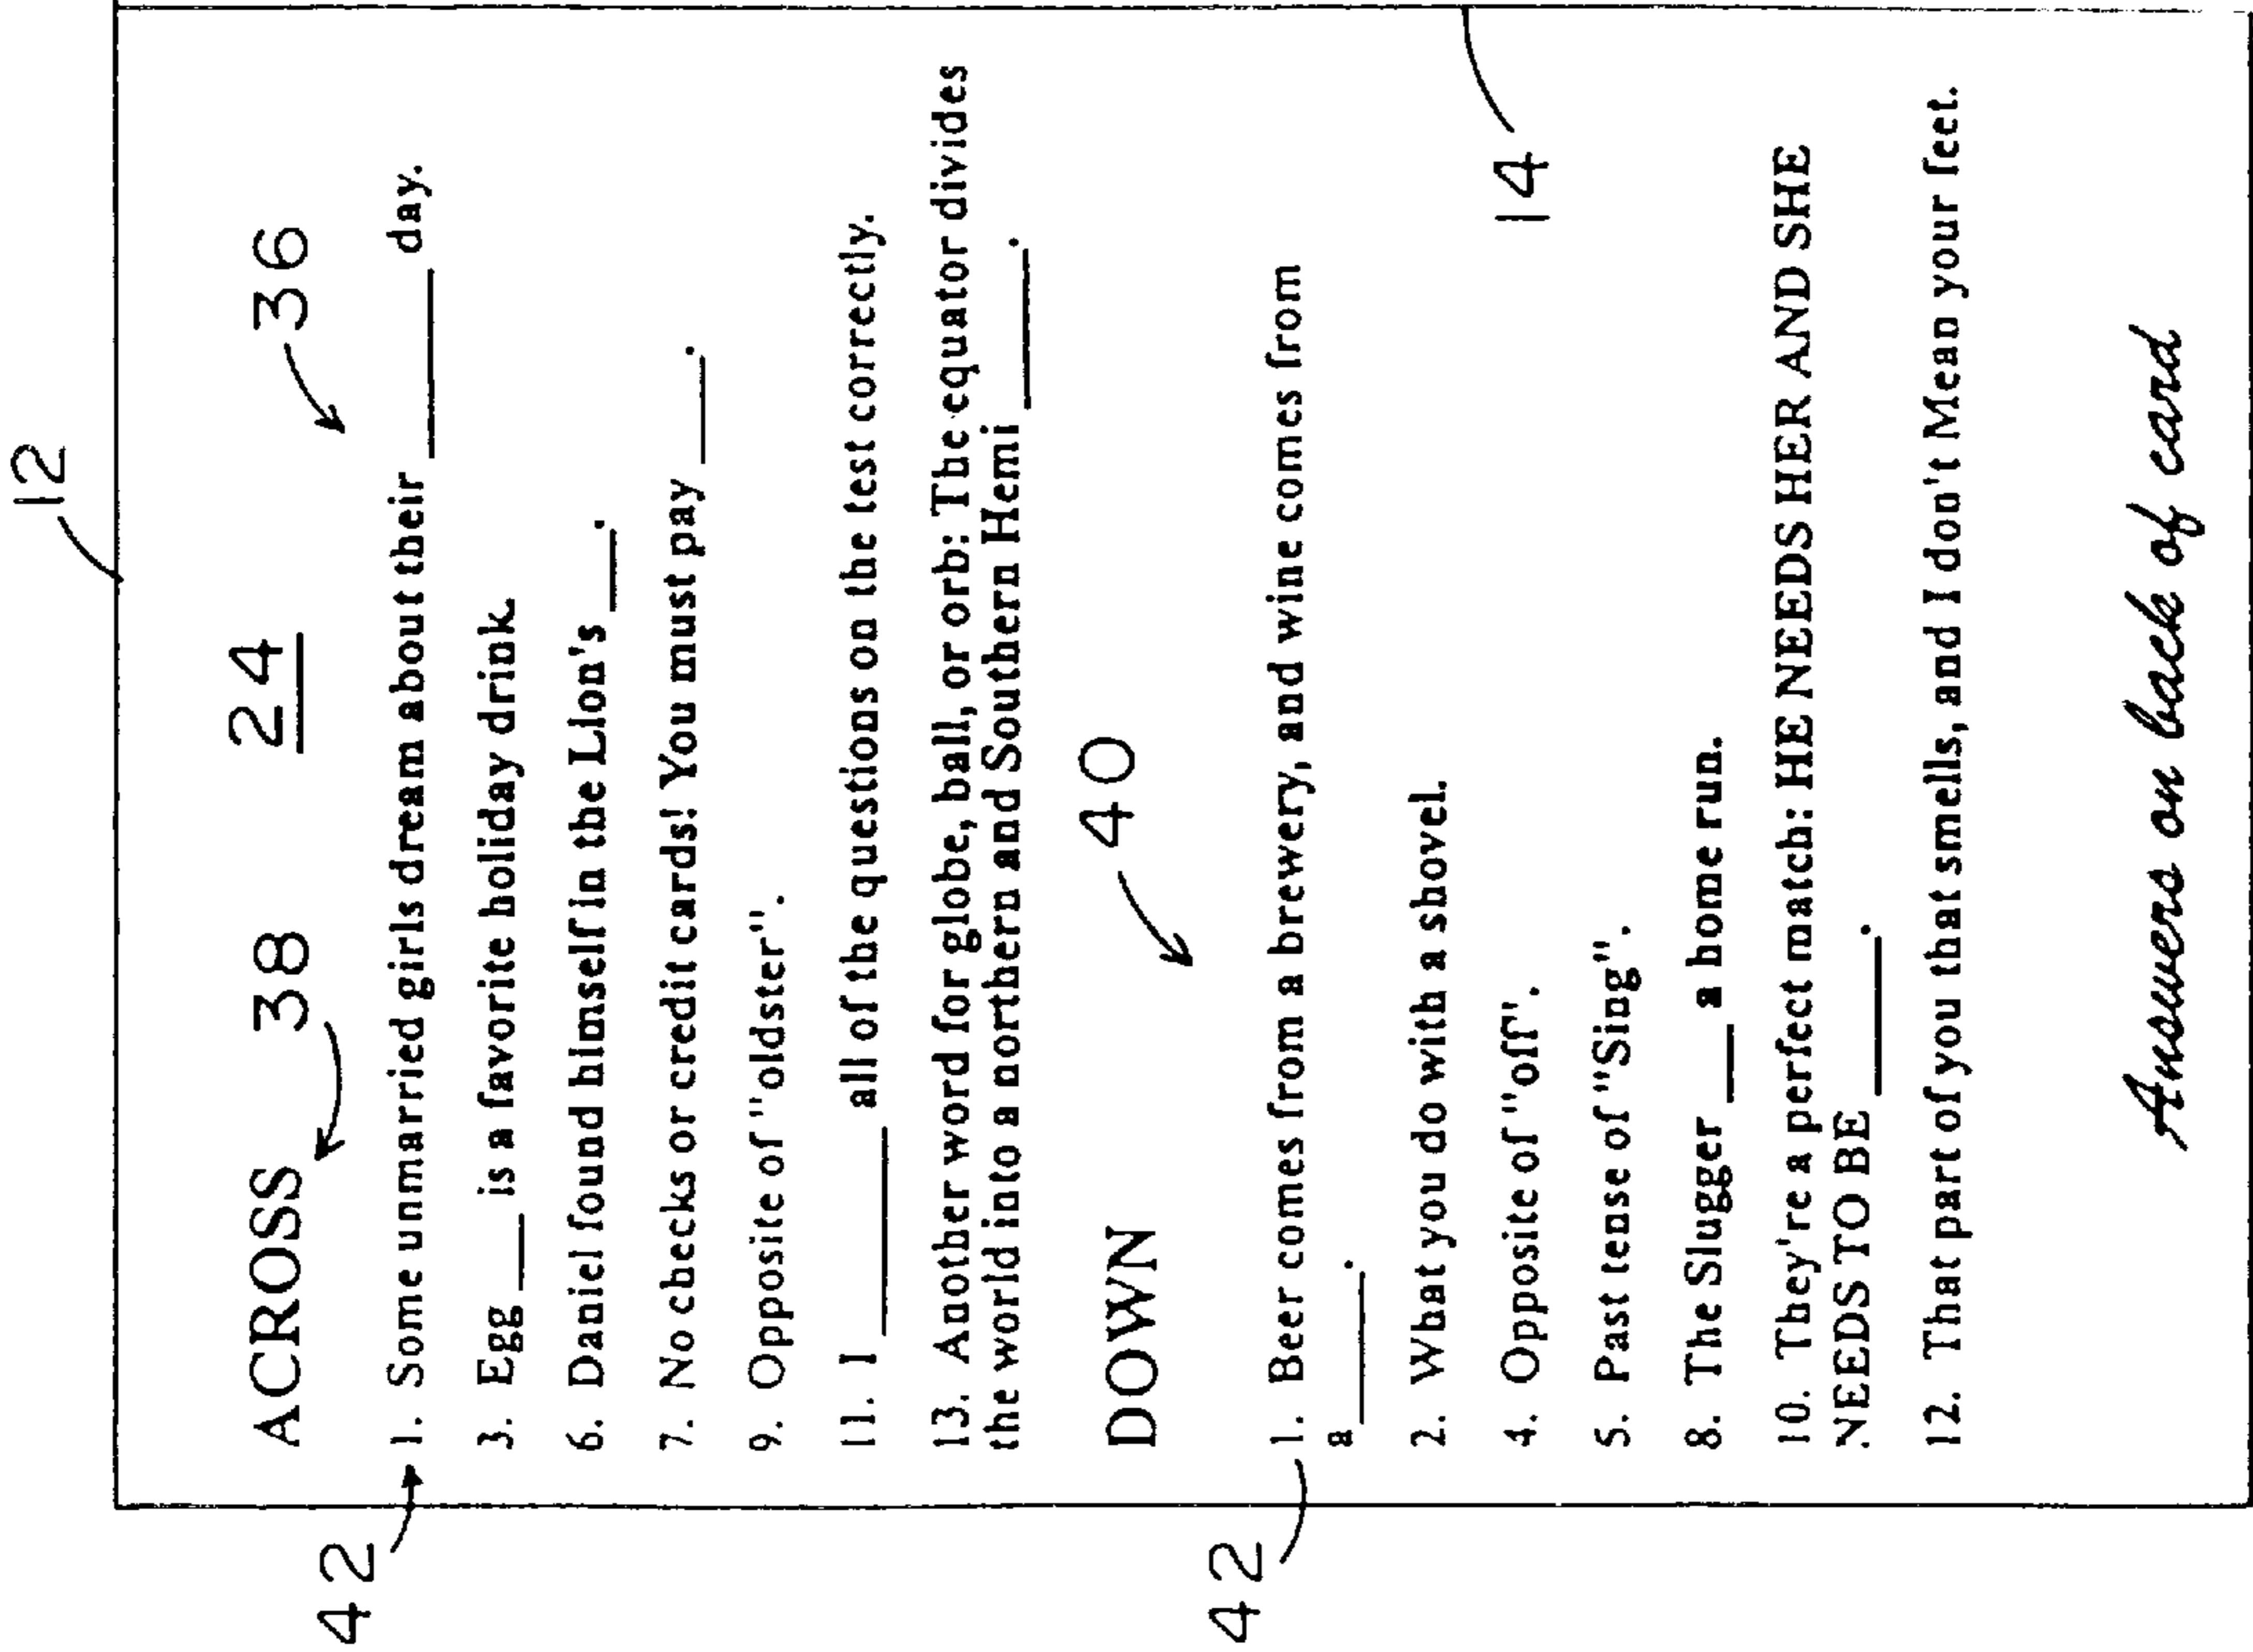 12
24
36
38
ACROSS
42
1. Some unmarried girls dream about their ______ day.
3. Egg ___ is a favorite holiday drink.
6. Daniel found himself in the Lion's ___.
7. No checks or credit cards! You must pay ____.
9. Opposite of "oldster".
11. I ______ all of the questions on the test correctly.
13. Another word for globe, ball, or orb: The equator divides
the world into a northern and Southern Hemi _____.
40
DOWN
42
1. Beer comes from a brewery, and wine comes from
a _____.
2. What you do with a shovel.
4. Opposite of "off".
14
5. Past tense of "Sing".
8. The Slugger ___ a home run.
10. They're a perfect match: HE NEEDS HER AND SHE
NEEDS TO BE _____.
12. That part of you that smells, and I don't Mean your feet.
Answers on back of card